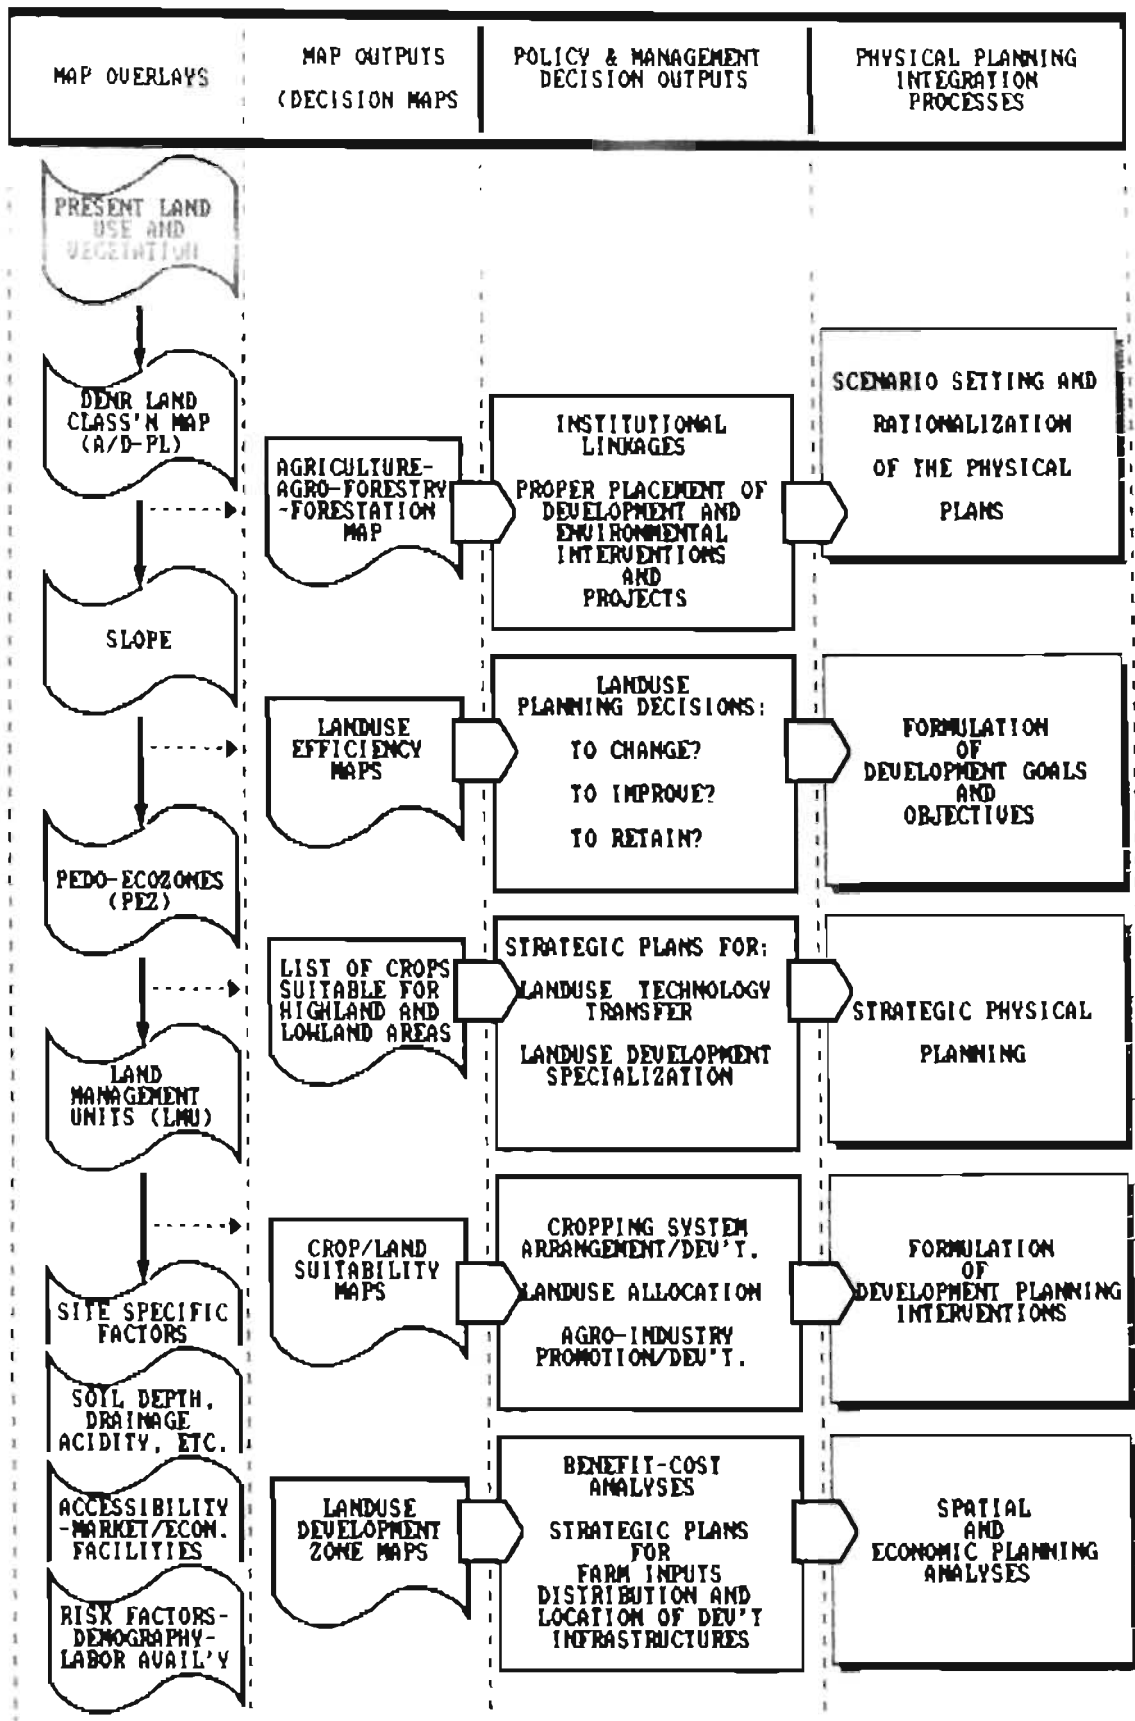 MAP OVERLAYS
MAP OUTPUTS
(DECISION MAPS
POLICY & MANAGEMENT
DECISION OUTPUTS
PHYSICAL PLANNING
INTEGRATION
PROCESSES
PRESENT LAND
USE AND
VEGETATION
DENR LAND
CLASS'N MAP
(A/D-PL)
SLOPE
PEDO-ECOZONES
(PEZ)
LAND
MANAGEMENT
UNITS (LMU)
SITE SPECIFIC
FACTORS
SOIL DEPTH,
DRAINAGE
ACIDITY, ETC.
ACCESSIBILITY
-MARKET/ECON.
FACILITIES
RISK FACTORS-
DEMOGRAPHY-
LABOR AVAIL'Y
AGRICULTURE-
AGRO-FORESTRY
-FORESTATION
MAP
INSTITUTIONAL
LINKAGES
PROPER PLACEMENT OF
DEVELOPMENT AND
ENVIRONMENTAL
INTERVENTIONS
AND
PROJECTS
SCENARIO SETTING AND
RATIONALIZATION
OF THE PHYSICAL
PLANS
LANDUSE
EFFICIENCY
MAPS
LANDUSE
PLANNING DECISIONS:
TO CHANGE?
TO IMPROVE?
TO RETAIN?
FORMULATION
OF
DEVELOPMENT GOALS
AND
OBJECTIVES
LIST OF CROPS
SUITABLE FOR
HIGHLAND AND
LOWLAND AREAS
STRATEGIC PLANS FOR:
LANDUSE TECHNOLOGY
TRANSFER
LANDUSE DEVELOPMENT
SPECIALIZATION
STRATEGIC PHYSICAL
PLANNING
CROP/LAND
SUITABILITY
MAPS
CROPPING SYSTEM
ARRANGEMENT/DEV'T.
LANDUSE ALLOCATION
AGRO-INDUSTRY
PROMOTION/DEV'T.
FORMULATION
OF
DEVELOPMENT PLANNING
INTERVENTIONS
LANDUSE
DEVELOPMENT
ZONE MAPS
BENEFIT-COST
ANALYSES
STRATEGIC PLANS
FOR
FARM INPUTS
DISTRIBUTION AND
LOCATION OF DEV'T
INFRASTRUCTURES
SPATIAL
AND
ECONOMIC PLANNING
ANALYSES